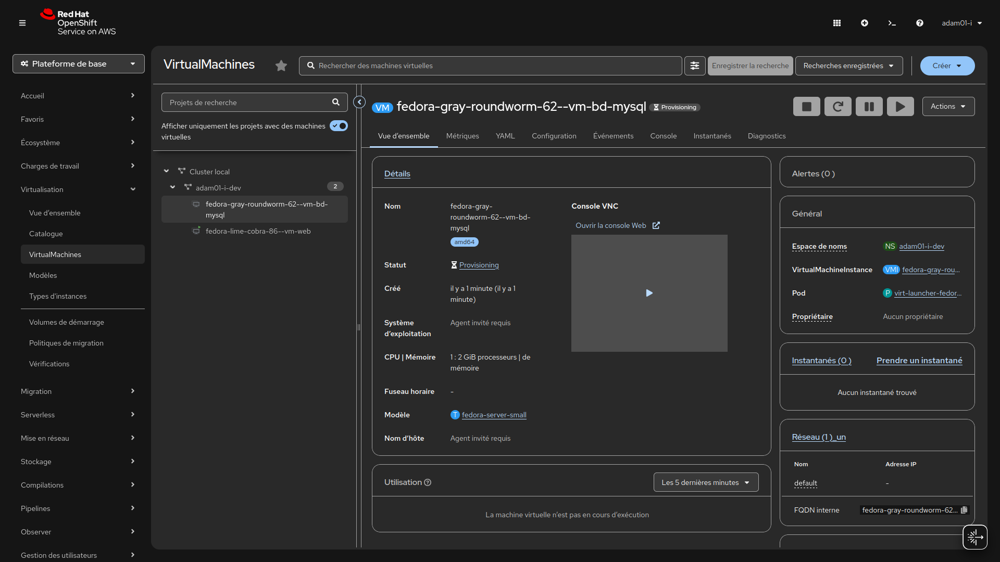 Red Hat
OpenShift
Service on AWS
adam01-i
Plateforme de base
Accueil
Favoris
Écosystème
Charges de travail
Virtualisation
Vue d’ensemble
Catalogue
VirtualMachines
Modèles
Types d'instances
Volumes de démarrage
Politiques de migration
Vérifications
Migration
Serverless
Mise en réseau
Stockage
Compilations
Pipelines
Observer
Gestion des utilisateurs
VirtualMachines
Rechercher des machines virtuelles
Enregistrer la recherche
Recherches enregistrées
Créer
Projets de recherche
Afficher uniquement les projets avec des machines
virtuelles
Cluster local
adam01-i-dev 2
fedora-gray-roundworm-62--vm-bd-
mysql
fedora-lime-cobra-86--vm-web
VM fedora-gray-roundworm-62--vm-bd-mysql Provisioning
Actions
Vue d’ensemble Métriques YAML Configuration Événements Console Instantanés Diagnostics
Détails
Nom
fedora-gray-
roundworm-62--vm-bd-
mysql
amd64
Statut
Provisioning
Créé
il y a 1 minute (il y a 1
minute)
Système
d’exploitation
Agent invité requis
CPU | Mémoire
1 : 2 GiB processeurs | de
mémoire
Fuseau horaire
-
Modèle
T fedora-server-small
Nom d’hôte
Agent invité requis
Console VNC
Ouvrir la console Web
Utilisation
Les 5 dernières minutes
La machine virtuelle n’est pas en cours d’exécution
Alertes (0 )
Général
Espace de noms
NS adam01-i-dev
VirtualMachineInstance
VMI fedora-gray-rou...
Pod
P virt-launcher-fedor...
Propriétaire
Aucun propriétaire
Instantanés (0 )
Prendre un instantané
Aucun instantané trouvé
Réseau (1 )_un
Nom Adresse IP
default -
FQDN interne fedora-gray-roundworm-62...